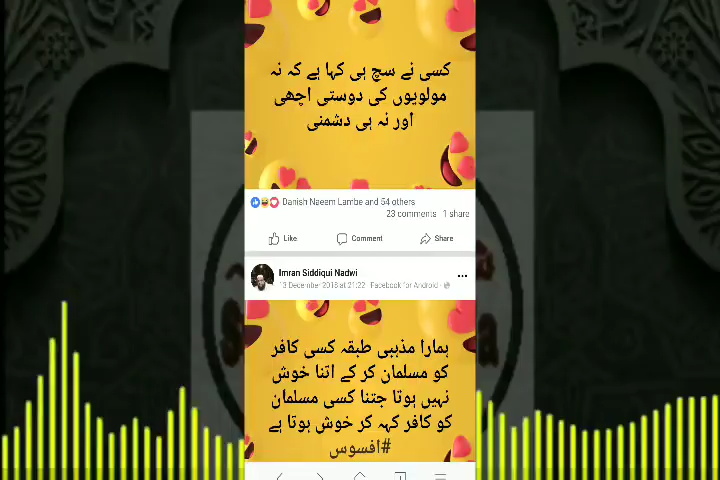 کسی نے سچ ہی کہا ہے کہ نہ
مولویوں کی دوستی اچھی
اور نہ ہی دشمنی
Danish Naeem Lambe and 54 others
23 comments 1 share
Like Comment Share
Imran Siddiqui Nadwi
13 December 2018 at 21:22 · Facebook for Android ·
ہمارا مذہبی طبقہ کسی کافر
کو مسلمان کر کے اتنا خوش
نہیں ہوتا جتنا کسی مسلمان
کو کافر کہہ کر خوش ہوتا ہے
#افسوس